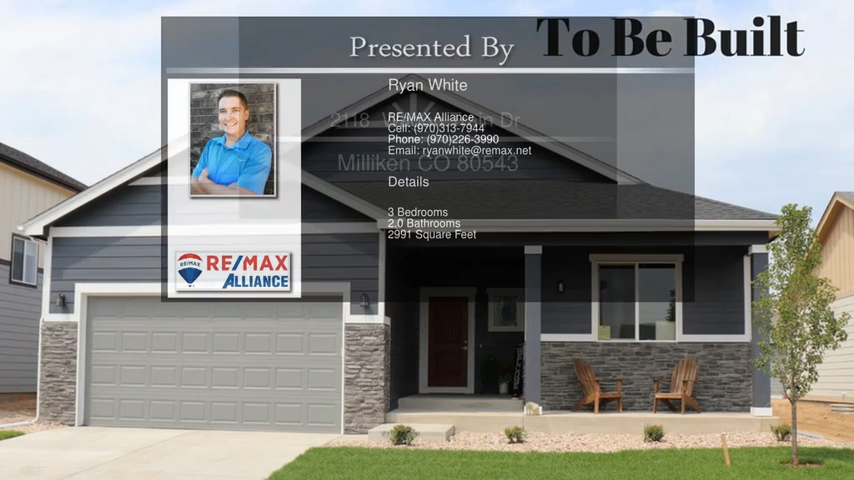 To Be Built
Presented By
Ryan White
RE/MAX Alliance
2118 Dr
Cell: (970)313-7944
Phone: (970)226-3990
Email: ryanwhite@remax.net
Milliken CO 80543
Details
3 Bedrooms
2.0 Bathrooms
2991 Square Feet
RE/MAX
RE/MAX
ALLIANCE